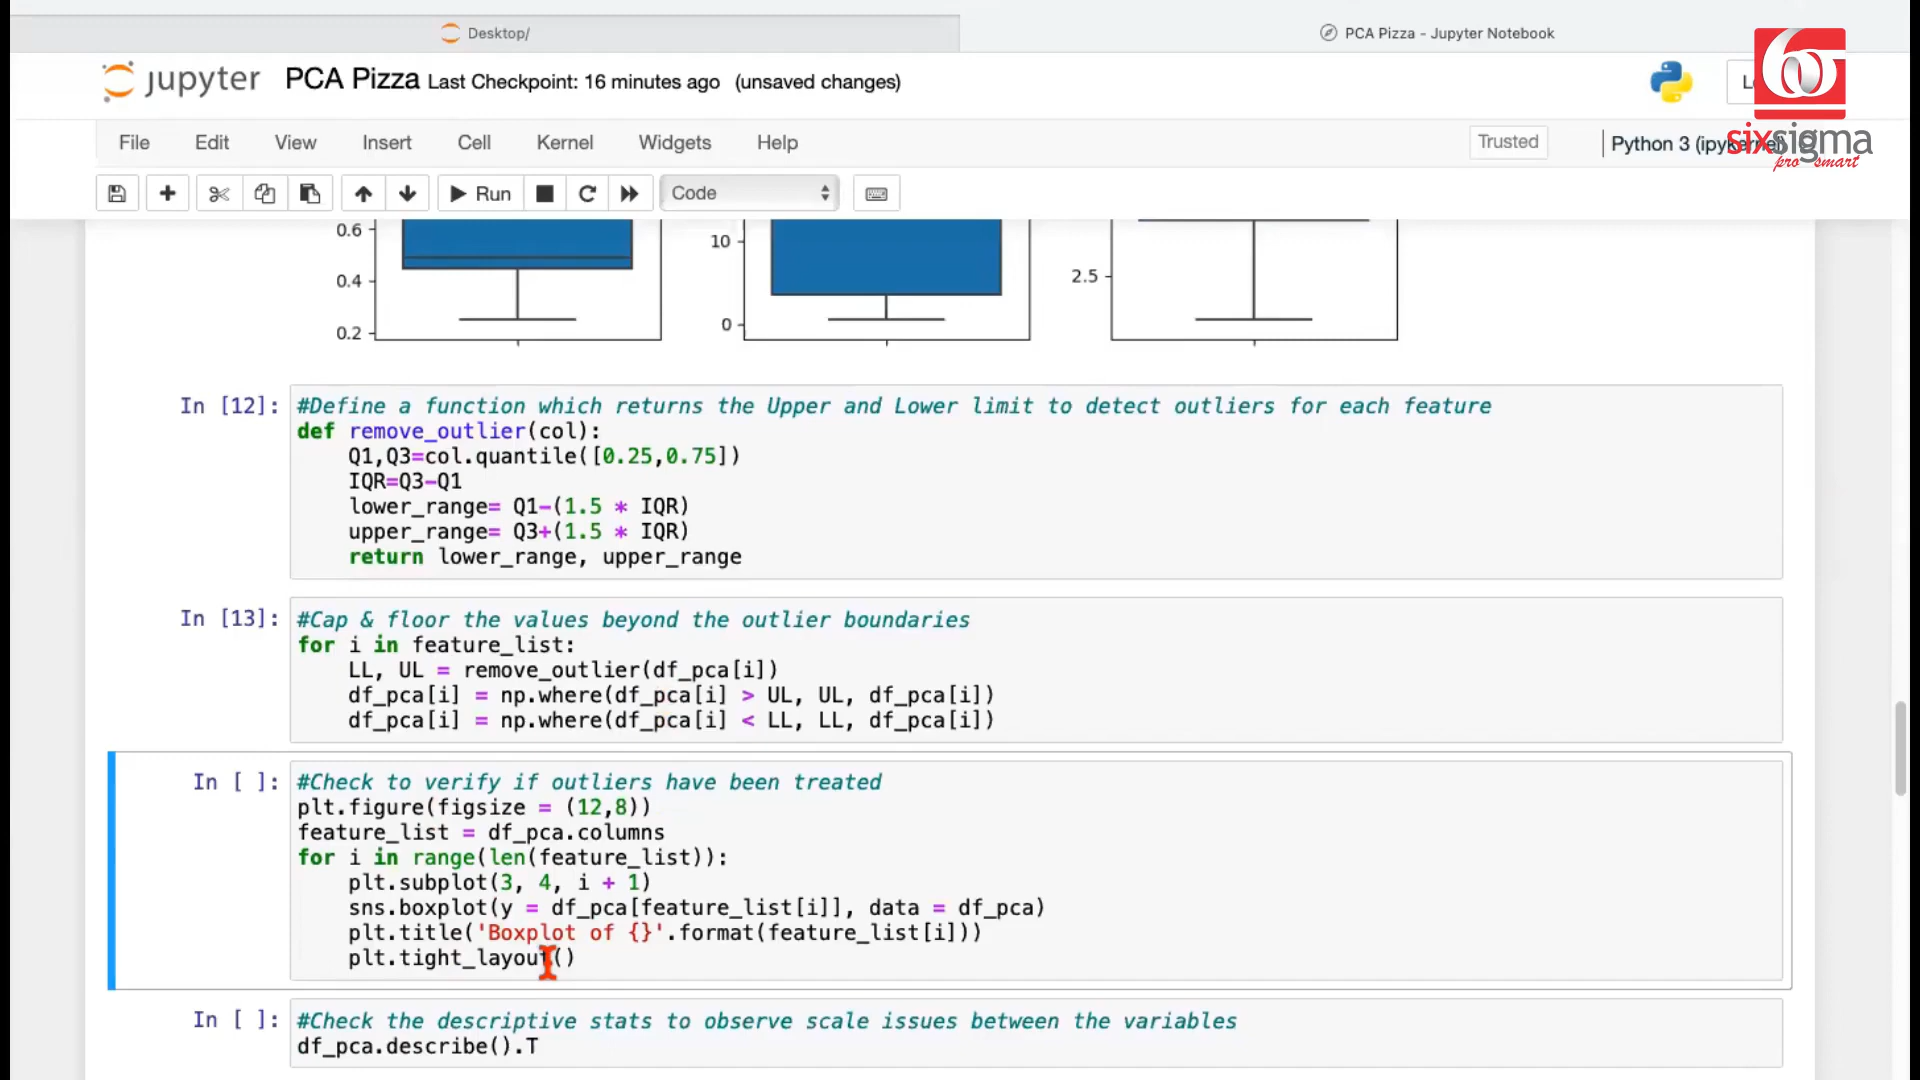 Desktop/
PCA Pizza - Jupyter Notebook
jupyter PCA Pizza Last Checkpoint: 16 minutes ago (unsaved changes)
sixsigma
pro smart
File Edit View Insert Cell Kernel Widgets Help
Trusted
Python 3
Run
Code
0.6
0.4
0.2
10
0
2.5
In [12]:
#Define a function which returns the Upper and Lower limit to detect outliers for each feature
def remove_outlier(col):
    Q1,Q3=col.quantile([0.25,0.75])
    IQR=Q3-Q1
    lower_range= Q1-(1.5 * IQR)
    upper_range= Q3+(1.5 * IQR)
    return lower_range, upper_range
In [13]:
#Cap & floor the values beyond the outlier boundaries
for i in feature_list:
    LL, UL = remove_outlier(df_pca[i])
    df_pca[i] = np.where(df_pca[i] > UL, UL, df_pca[i])
    df_pca[i] = np.where(df_pca[i] < LL, LL, df_pca[i])
In [ ]:
#Check to verify if outliers have been treated
plt.figure(figsize = (12,8))
feature_list = df_pca.columns
for i in range(len(feature_list)):
    plt.subplot(3, 4, i + 1)
    sns.boxplot(y = df_pca[feature_list[i]], data = df_pca)
    plt.title('Boxplot of {}'.format(feature_list[i]))
    plt.tight_layout()
In [ ]:
#Check the descriptive stats to observe scale issues between the variables
df_pca.describe().T